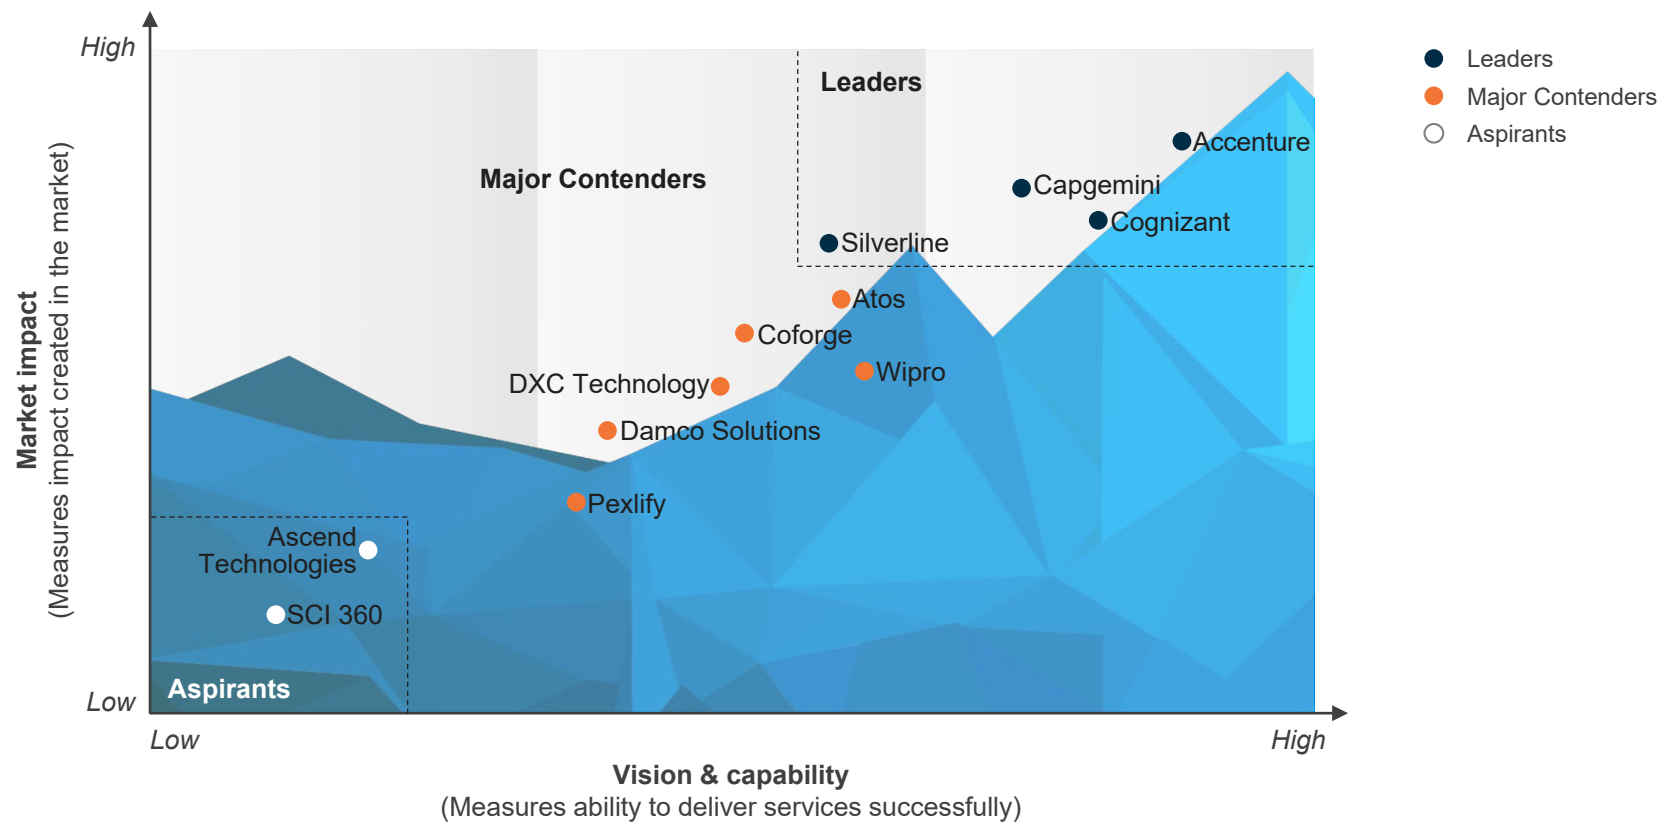 High
Leaders
Leaders
Major Contenders
Aspirants
Accenture
Major Contenders
Capgemini
Cognizant
Silverline
Atos
Coforge
Wipro
DXC Technology
Damco Solutions
Pexlify
Ascend
Technologies
SCI 360
Aspirants
Low
Market impact
(Measures impact created in the market)
Low
High
Vision & capability
(Measures ability to deliver services successfully)